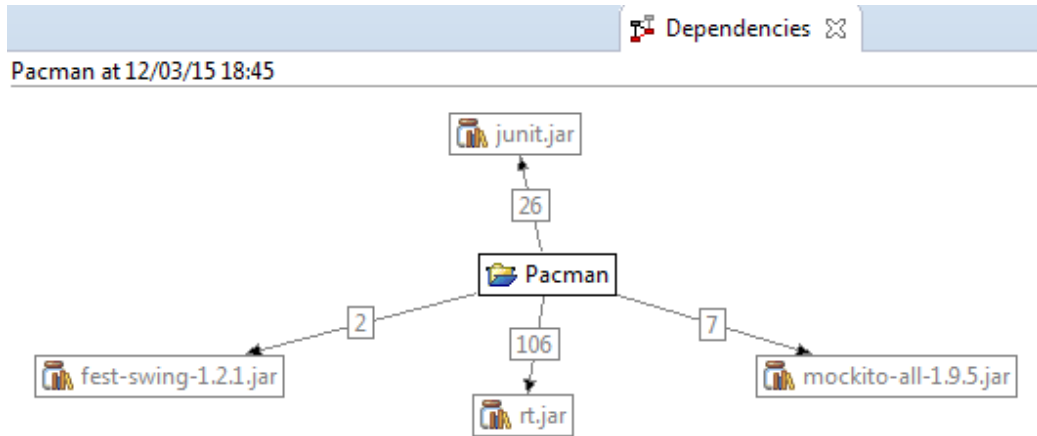 Dependencies
Pacman at 12/03/15 18:45
junit.jar
26
Pacman
2
7
106
fest-swing-1.2.1.jar
mockito-all-1.9.5.jar
rt.jar